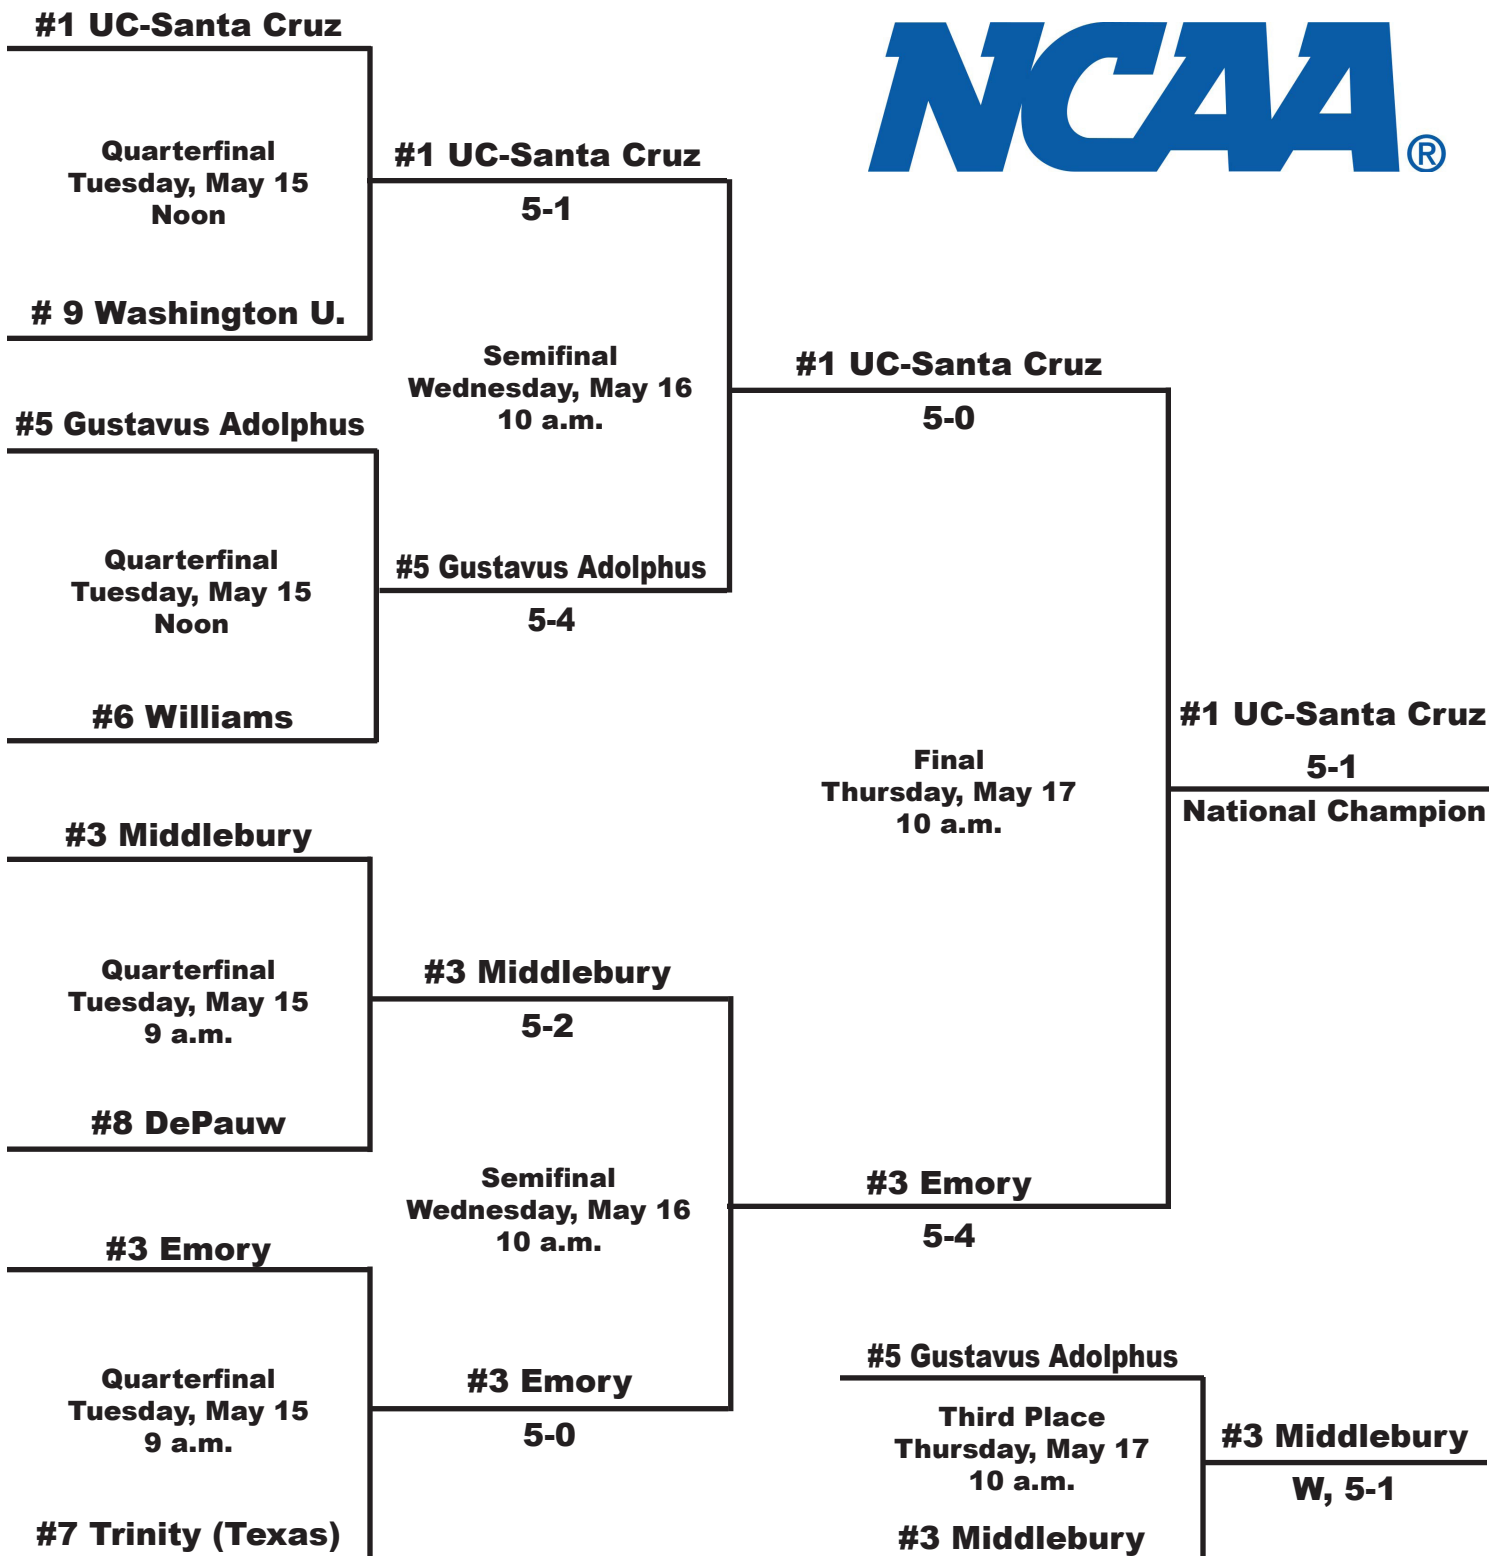 #1 UC-Santa Cruz
NCAA®
Quarterfinal
Tuesday, May 15
Noon
#1 UC-Santa Cruz
5-1
# 9 Washington U.
Semifinal
Wednesday, May 16
10 a.m.
#1 UC-Santa Cruz
5-0
#5 Gustavus Adolphus
Quarterfinal
Tuesday, May 15
Noon
#5 Gustavus Adolphus
5-4
#6 Williams
#1 UC-Santa Cruz
5-1
National Champion
Final
Thursday, May 17
10 a.m.
#3 Middlebury
Quarterfinal
Tuesday, May 15
9 a.m.
#3 Middlebury
5-2
#8 DePauw
Semifinal
Wednesday, May 16
10 a.m.
#3 Emory
5-4
#3 Emory
Quarterfinal
Tuesday, May 15
9 a.m.
#3 Emory
5-0
#7 Trinity (Texas)
#5 Gustavus Adolphus
Third Place
Thursday, May 17
10 a.m.
#3 Middlebury
W, 5-1
#3 Middlebury